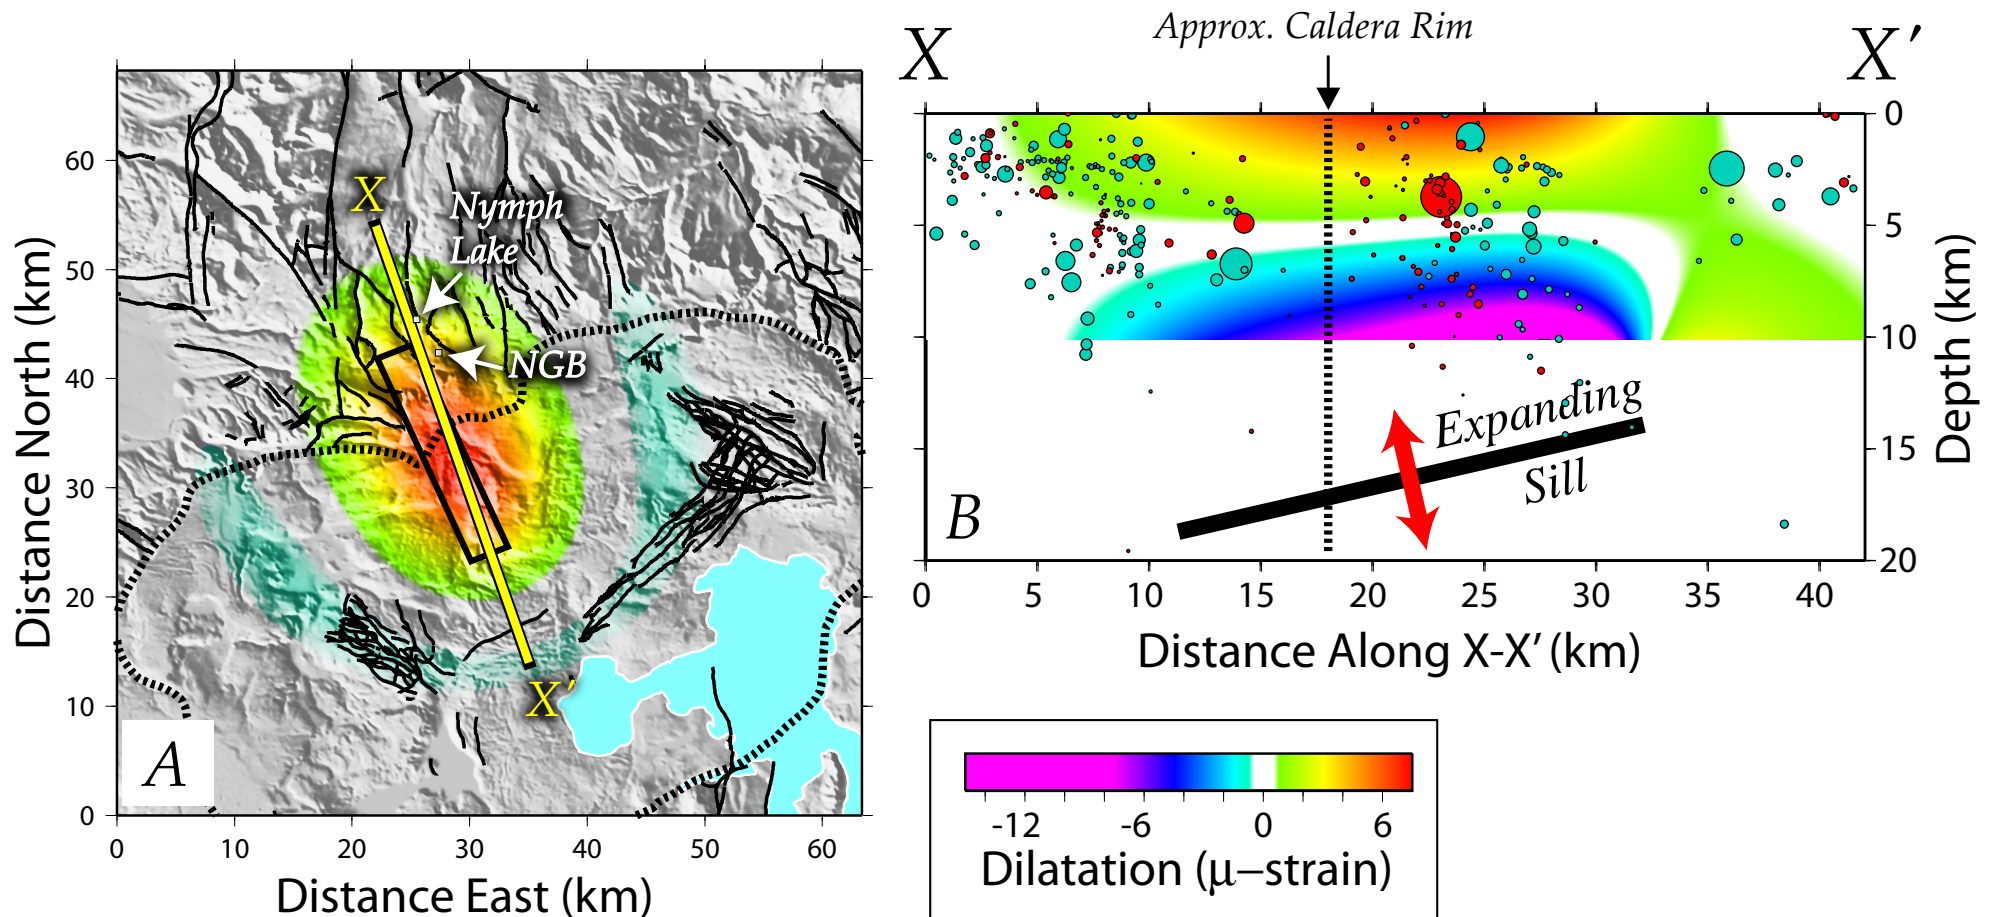 Approx. Caldera Rim
X
X′
X
Nymph
Lake
NGB
X′
A
Distance North (km)
60
50
40
30
20
10
0
0
10
20
30
40
50
60
Distance East (km)
0
5
10
15
20
Depth (km)
Expanding
Sill
B
0
5
10
15
20
25
30
35
40
Distance Along X-X′ (km)
-12
-6
0
6
Dilatation (μ–strain)